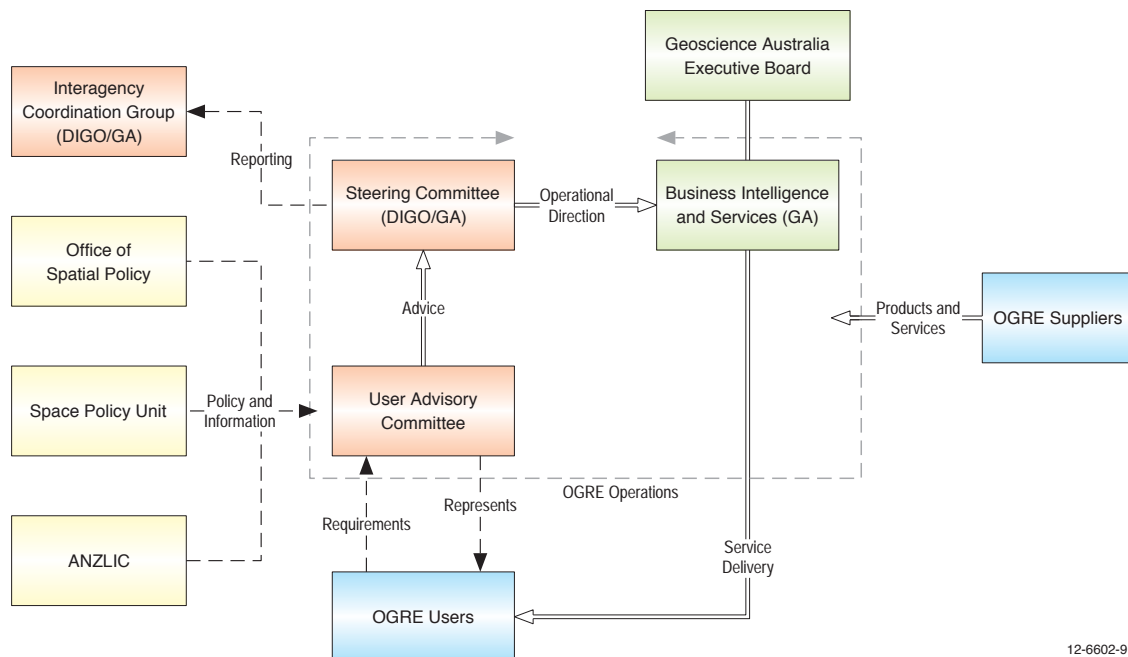 Geoscience Australia
Executive Board
Interagency
Coordination Group
(DIGO/GA)
Reporting
Steering Committee
(DIGO/GA)
Operational
Direction
Business Intelligence
and Services (GA)
Office of
Spatial Policy
Advice
Products and
Services
OGRE Suppliers
Space Policy Unit
Policy and
Information
User Advisory
Committee
OGRE Operations
Requirements
Represents
ANZLIC
Service
Delivery
OGRE Users
12-6602-9